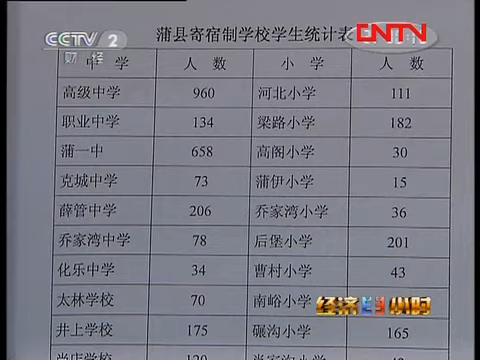 CCTV 2
财经
CNTV
蒲县寄宿制学校学生统计表
中 学 人 数 小 学 人 数
高级中学 960 河北小学 111
职业中学 134 梁路小学 182
蒲一中 658 高阁小学 30
克城中学 73 蒲伊小学 15
薛管中学 206 乔家湾小学 36
乔家湾中学 78 后堡小学 201
化乐中学 34 曹村小学 43
太林学校 70 南峪小学
井上学校 175 碾沟小学 165
经济 小时